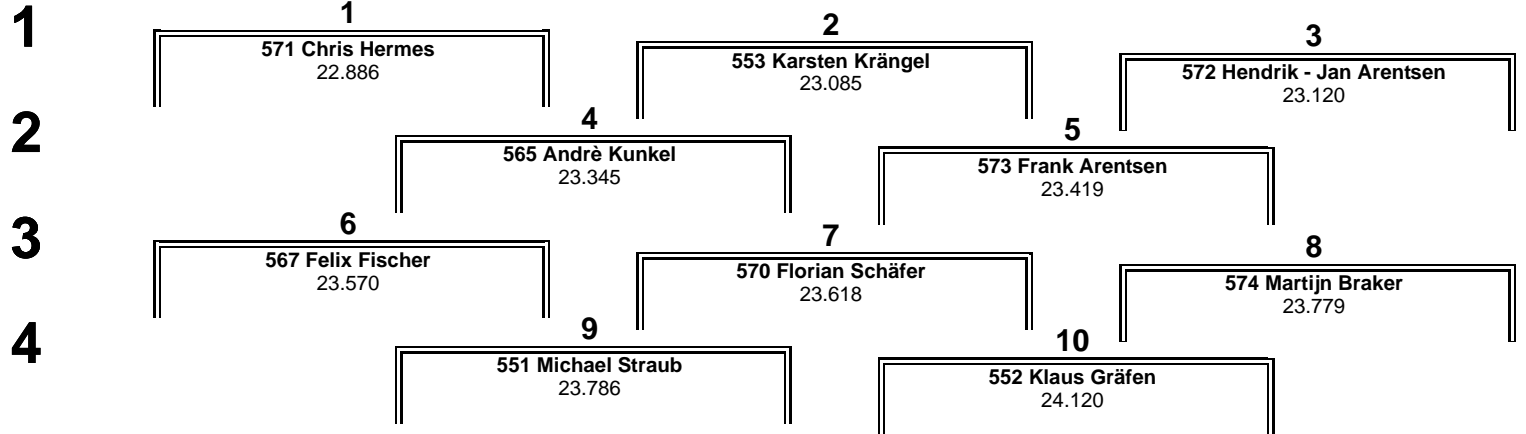 1
1
571 Chris Hermes
22.886
2
553 Karsten Krängel
23.085
3
572 Hendrik - Jan Arentsen
23.120
2
4
565 Andrè Kunkel
23.345
5
573 Frank Arentsen
23.419
3
6
567 Felix Fischer
23.570
7
570 Florian Schäfer
23.618
8
574 Martijn Braker
23.779
4
9
551 Michael Straub
23.786
10
552 Klaus Gräfen
24.120